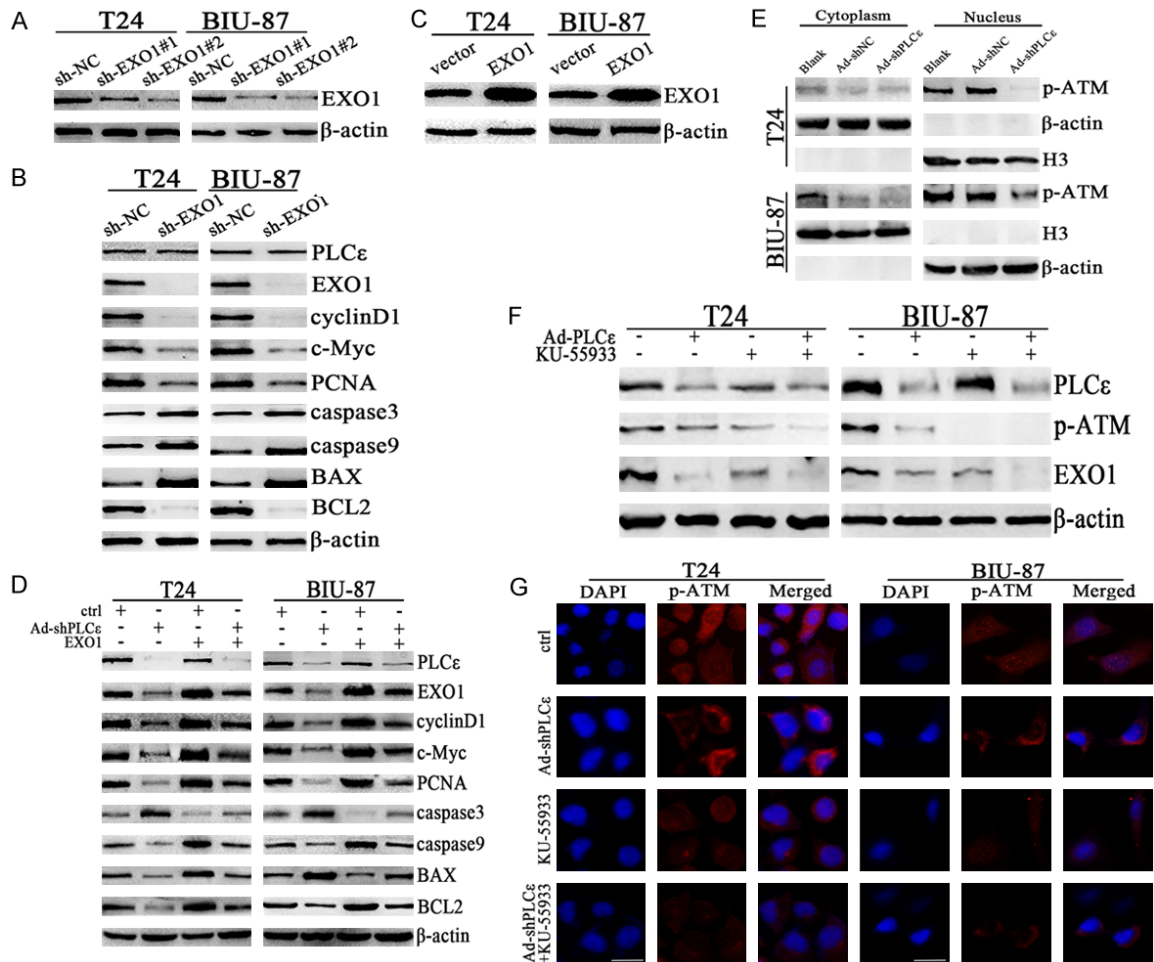 A
T24 BIU-87
sh-NC sh-EXO1#1 sh-EXO1#2 sh-NC sh-EXO1#1 sh-EXO1#2
EXO1
β-actin
B
T24 BIU-87
sh-NC sh-EXO1 sh-NC sh-EXO1
PLCε
EXO1
cyclinD1
c-Myc
PCNA
caspase3
caspase9
BAX
BCL2
β-actin
C
T24 BIU-87
vector EXO1 vector EXO1
EXO1
β-actin
D
T24 BIU-87
ctrl + - + - + - + -
Ad-shPLCε - + - + - + - +
EXO1 - - + + - - + +
PLCε
EXO1
cyclinD1
c-Myc
PCNA
caspase3
caspase9
BAX
BCL2
β-actin
E
Cytoplasm Nucleus
Blank Ad-shNC Ad-shPLCε Blank Ad-shNC Ad-shPLCε
T24
p-ATM
β-actin
H3
BIU-87
p-ATM
H3
β-actin
F
T24 BIU-87
Ad-PLCε - + - + - + - +
KU-55933 - - + + - - + +
PLCε
p-ATM
EXO1
β-actin
G
T24 BIU-87
DAPI p-ATM Merged DAPI p-ATM Merged
ctrl
Ad-shPLCε
KU-55933
Ad-shPLCε
+KU-55933